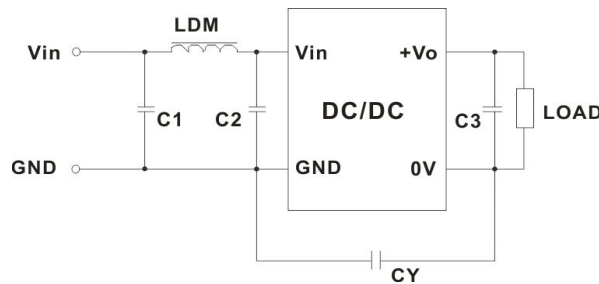 LDM
Vin
Vin
+Vo
C1
C2
DC/DC
C3
LOAD
GND
GND
0V
CY